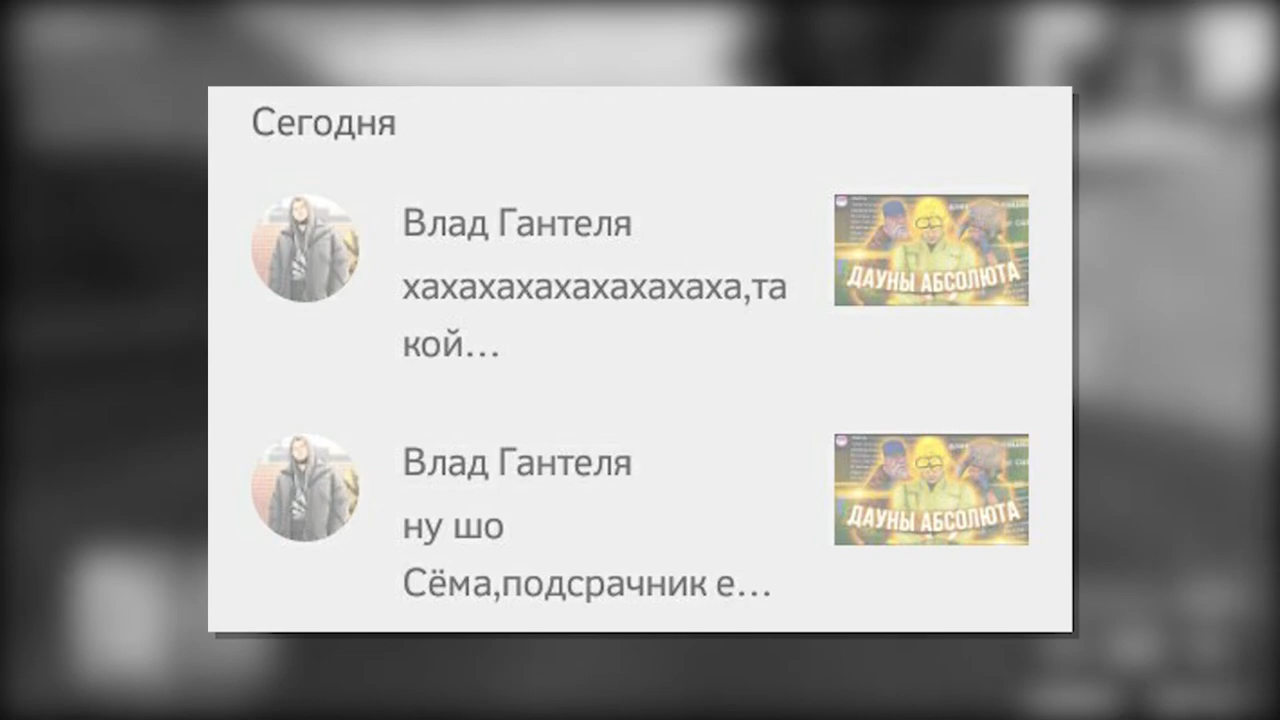 Сегодня
Влад Гантеля
хахахахахахахахаха,та
кой...
ДАУНЫ АБСОЛЮТА
Влад Гантеля
ну шо
Сёма,подсрачник е...
ДАУНЫ АБСОЛЮТА